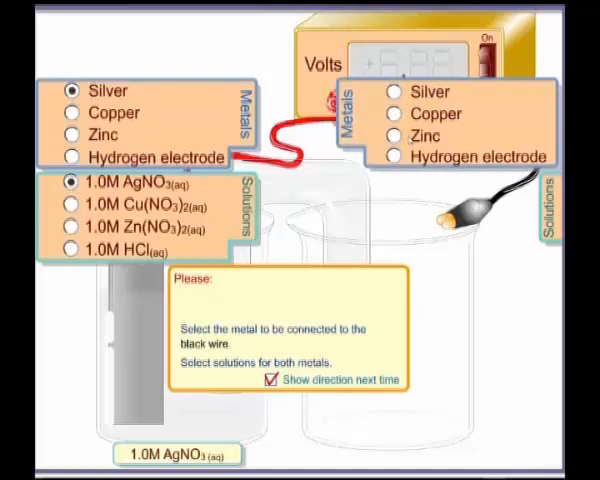 On
Volts
Metals
Silver
Copper
Zinc
Hydrogen electrode
Metals
Silver
Copper
Zinc
Hydrogen electrode
Solutions
1.0M AgNO3(aq)
1.0M Cu(NO3)2(aq)
1.0M Zn(NO3)2(aq)
1.0M HCl(aq)
Solutions
Please:
Select the metal to be connected to the
black wire.
Select solutions for both metals.
Show direction next time
1.0M AgNO3 (aq)